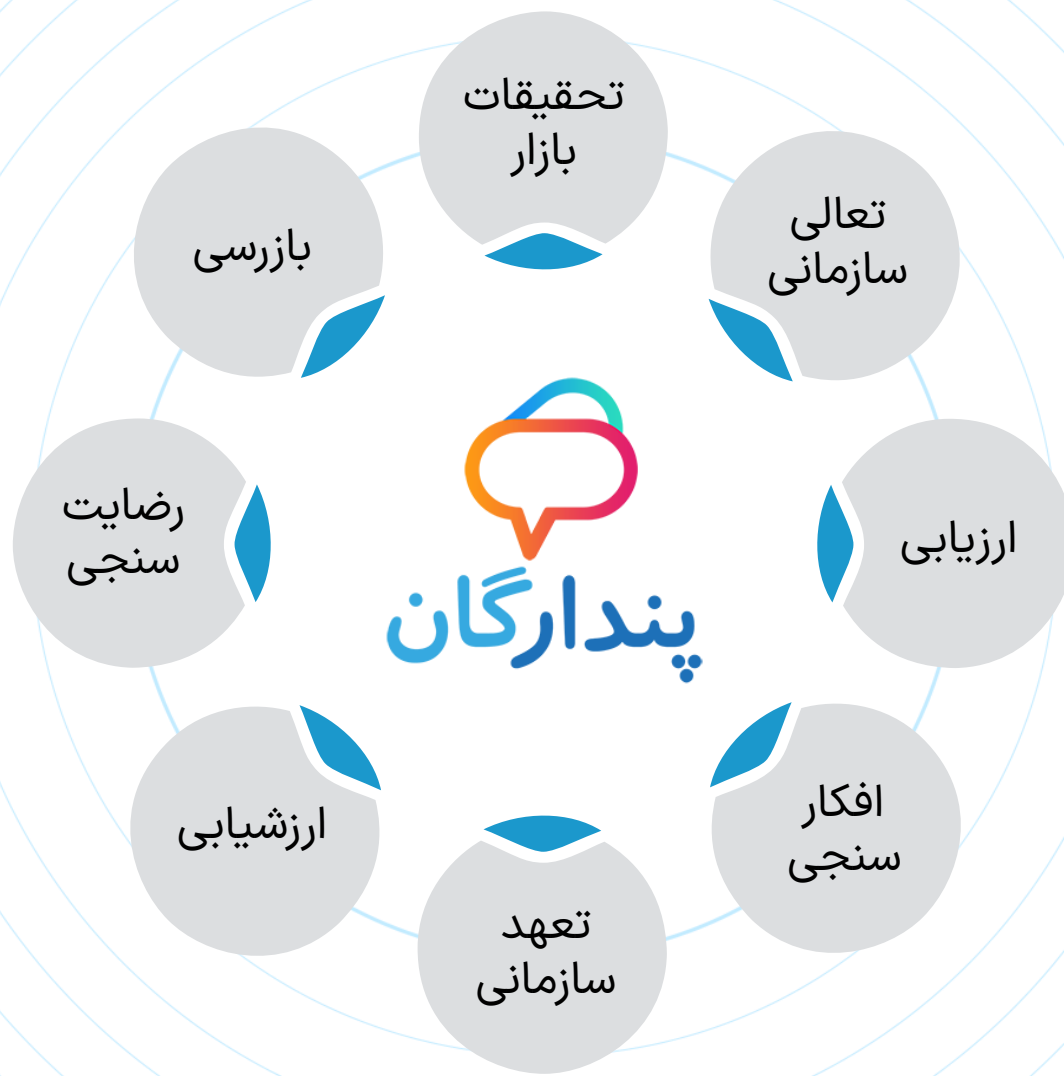 تحقیقات
بازار
تعالی
سازمانی
ارزیابی
افکار
سنجی
تعهد
سازمانی
ارزشیابی
رضایت
سنجی
بازرسی
پندارگان